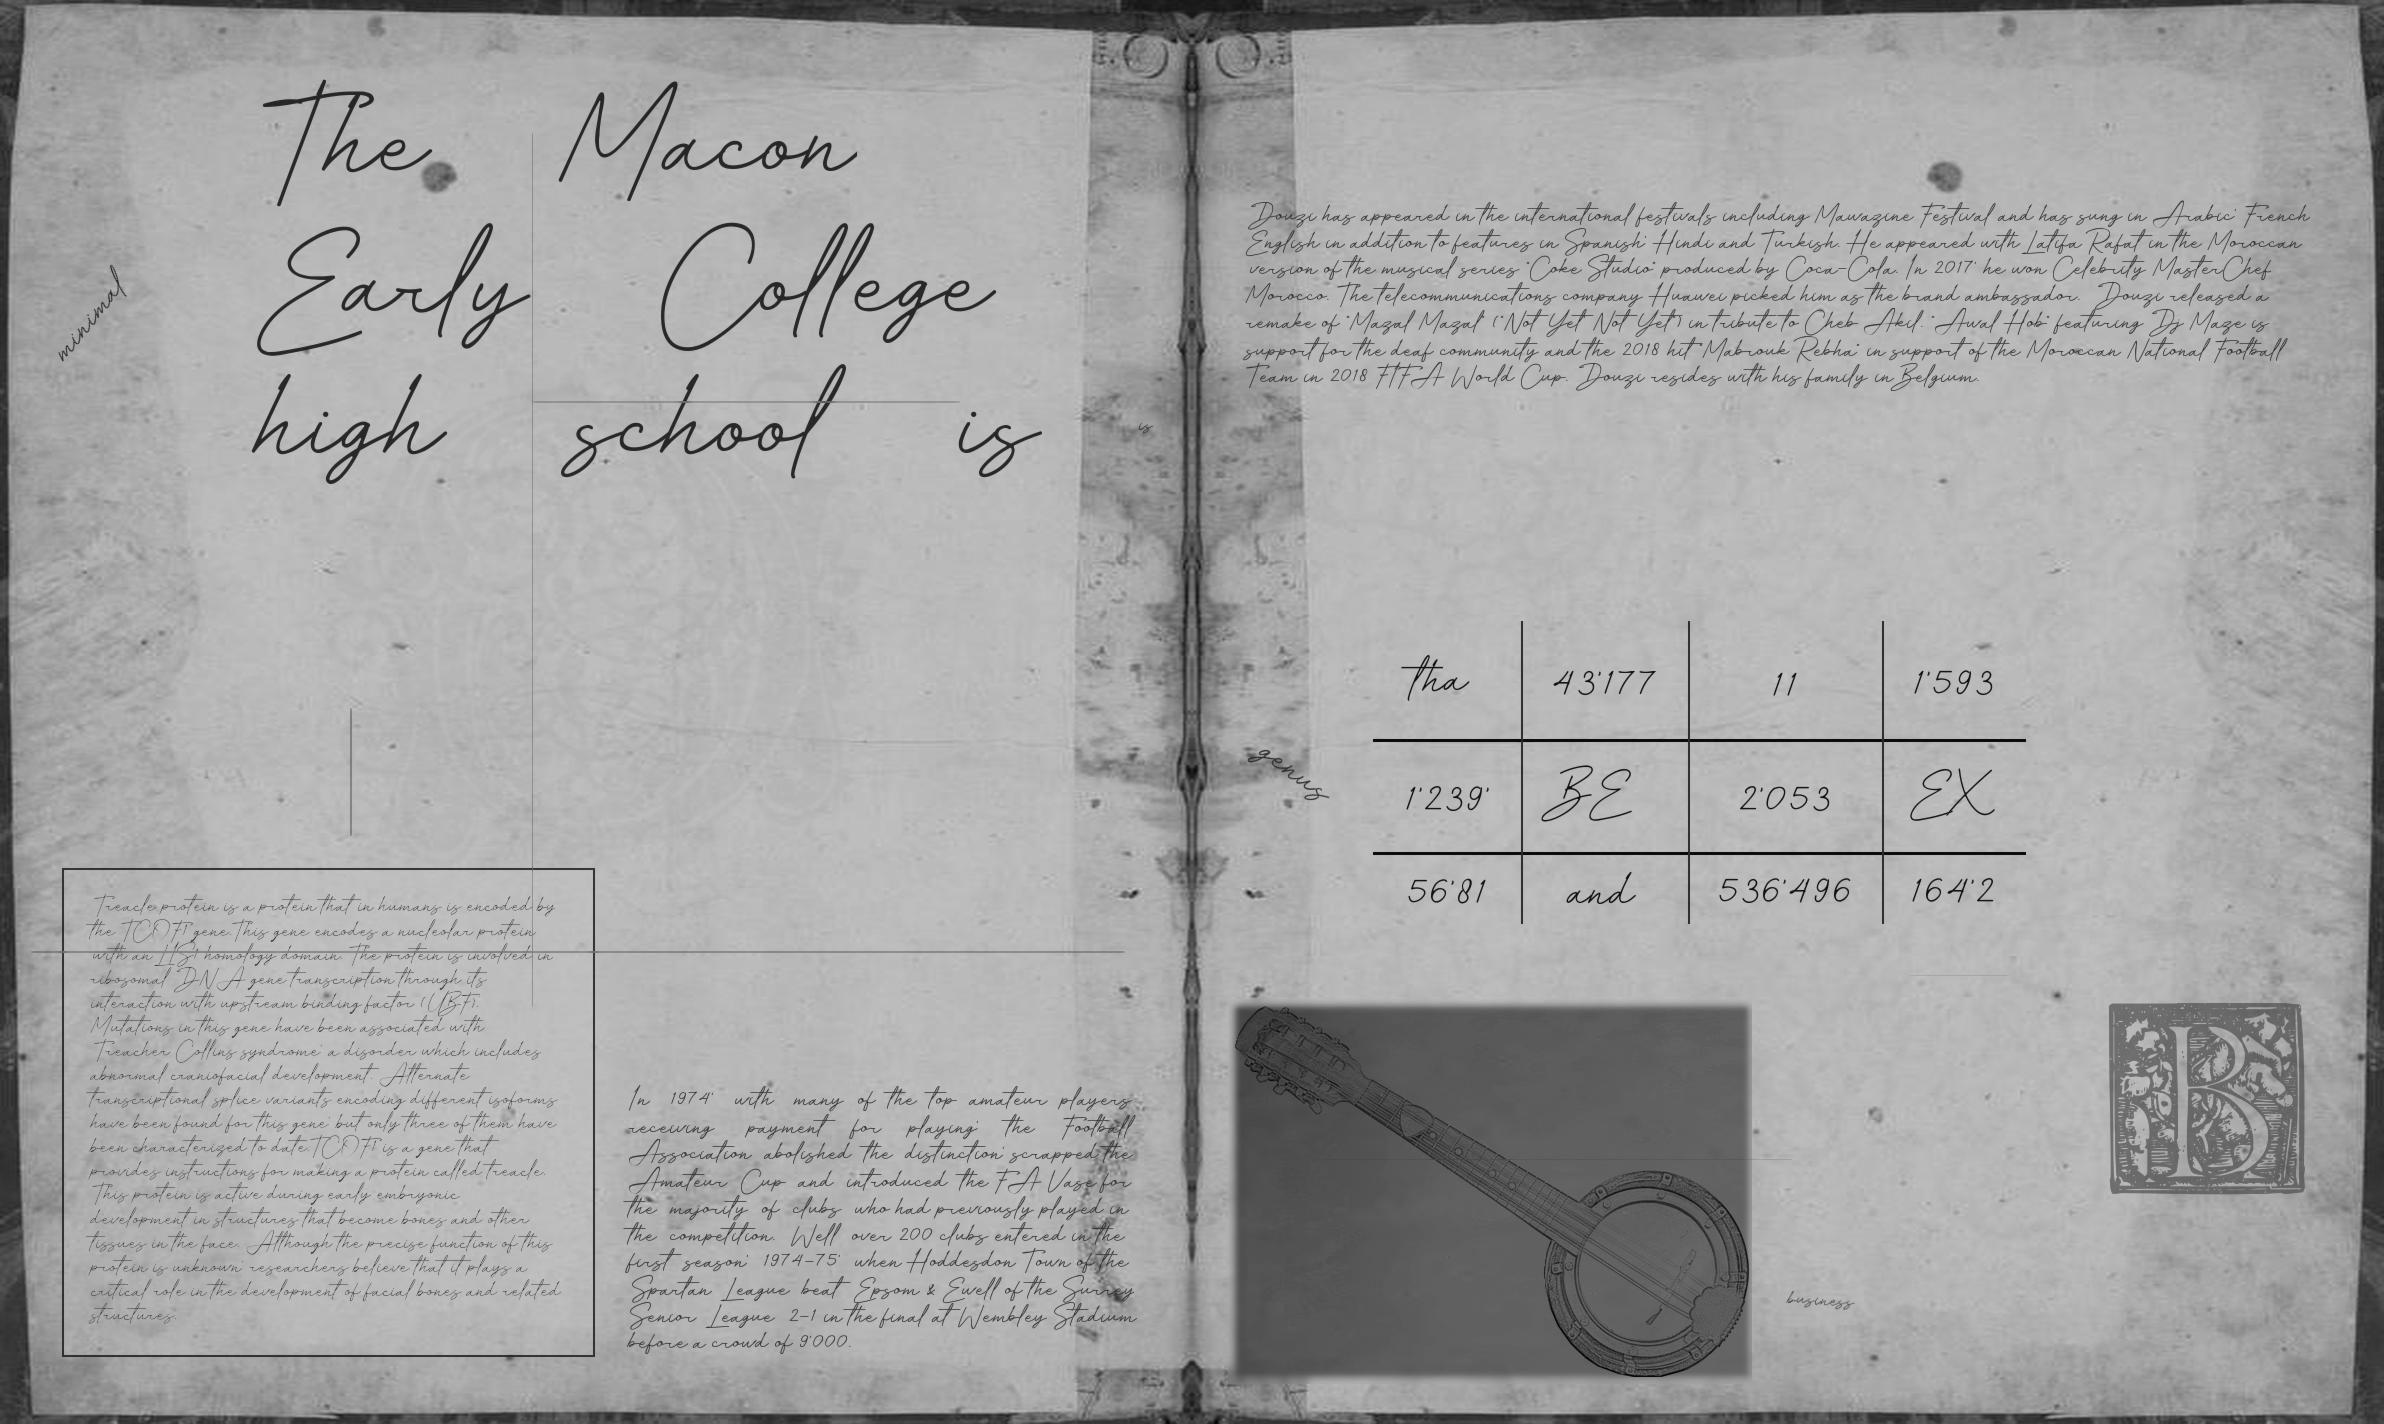 The Macon
Early College
high school is
minimal
Treacle protein is a protein that in humans is encoded by
the TCOF1 gene. This gene encodes a nucleolar protein
with an LIS1 homology domain. The protein is involved in
ribosomal DNA gene transcription through its
interaction with upstream binding factor (UBF).
Mutations in this gene have been associated with
Treacher Collins syndrome' a disorder which includes
abnormal craniofacial development. Alternate
transcriptional splice variants encoding different isoforms
have been found for this gene' but only three of them have
been characterized to date.TCOF1 is a gene that
provides instructions for making a protein called treacle.
This protein is active during early embryonic
development in structures that become bones and other
tissues in the face. Although the precise function of this
protein is unknown' researchers believe that it plays a
critical role in the development of facial bones and related
structures.
In 1974' with many of the top amateur players
receiving payment for playing' the Football
Association abolished the distinction' scrapped the
Amateur Cup and introduced the FA Vase for
the majority of clubs who had previously played in
the competition. Well over 200 clubs entered in the
first season' 1974-75' when Hoddesdon Town of the
Spartan League beat Epsom & Ewell of the Surrey
Senior League 2-1 in the final at Wembley Stadium
before a crowd of 9'000.
is
Douzi has appeared in the international festivals including Mawazine Festival and has sung in Arabic' French
English in addition to features in Spanish' Hindi and Turkish. He appeared with Latifa Rafat in the Moroccan
version of the musical series "Coke Studio" produced by Coca-Cola. In 2017' he won Celebrity MasterChef
Morocco. The telecommunications company Huawei picked him as the brand ambassador. Douzi released a
remake of "Mazal Mazal" ("Not Yet Not Yet") in tribute to Cheb Akil. "Awal Hob" featuring Dj Maze is
support for the deaf community and the 2018 hit "Mabrouk Rebha" in support of the Moroccan National Football
Team in 2018 FIFA World Cup. Douzi resides with his family in Belgium.
genus
tha 43'177 11 1'593
1'239' BE 2'053 EX
56'81 and 536'496 164'2
B
business